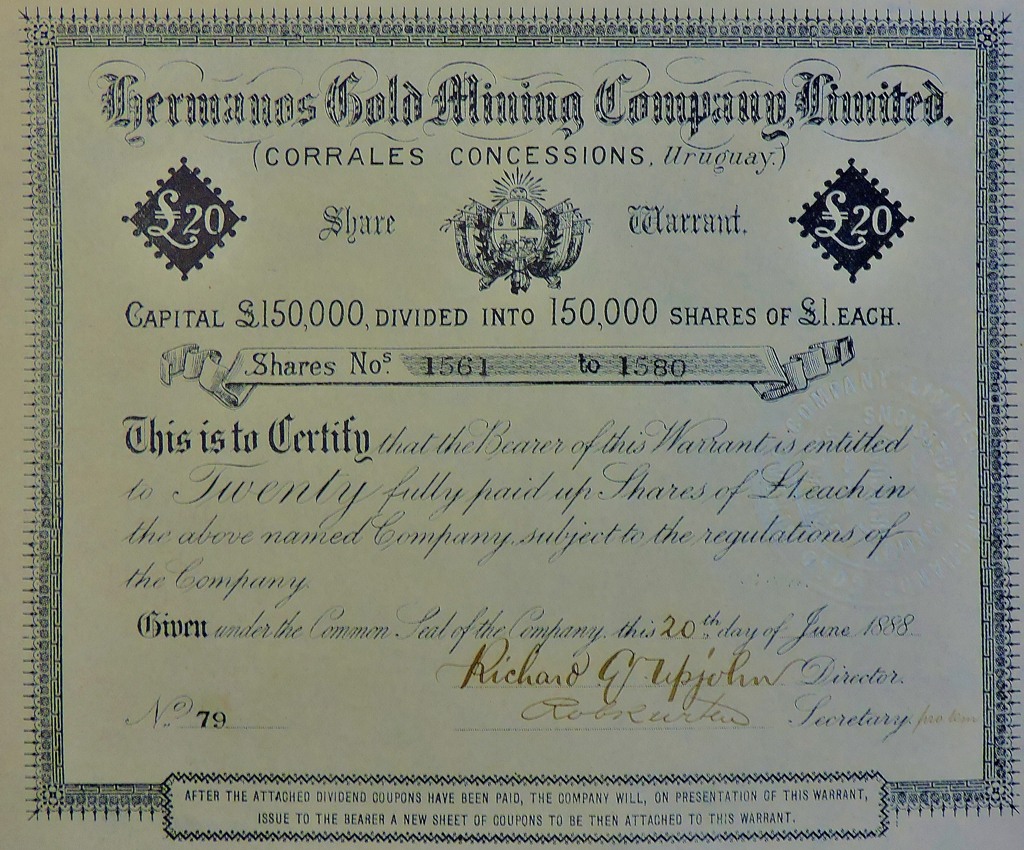 Hermanos Gold Mining Company, Limited.
(CORRALES CONCESSIONS, Uruguay.)
£20
£20
Share Warrant.
CAPITAL £150,000, DIVIDED INTO 150,000 SHARES OF £1. EACH.
Shares Nos. 1561 to 1580
This is to Certify that the Bearer of this Warrant is entitled
to Twenty fully paid up Shares of £1 each in
the above named Company, subject to the regulations of
the Company.
Given under the Common Seal of the Company, this 20th day of June 1888
Richard G Upjohn Director.
Secretary. pro tem
No. 79
AFTER THE ATTACHED DIVIDEND COUPONS HAVE BEEN PAID, THE COMPANY WILL, ON PRESENTATION OF THIS WARRANT,
ISSUE TO THE BEARER A NEW SHEET OF COUPONS TO BE THEN ATTACHED TO THIS WARRANT.